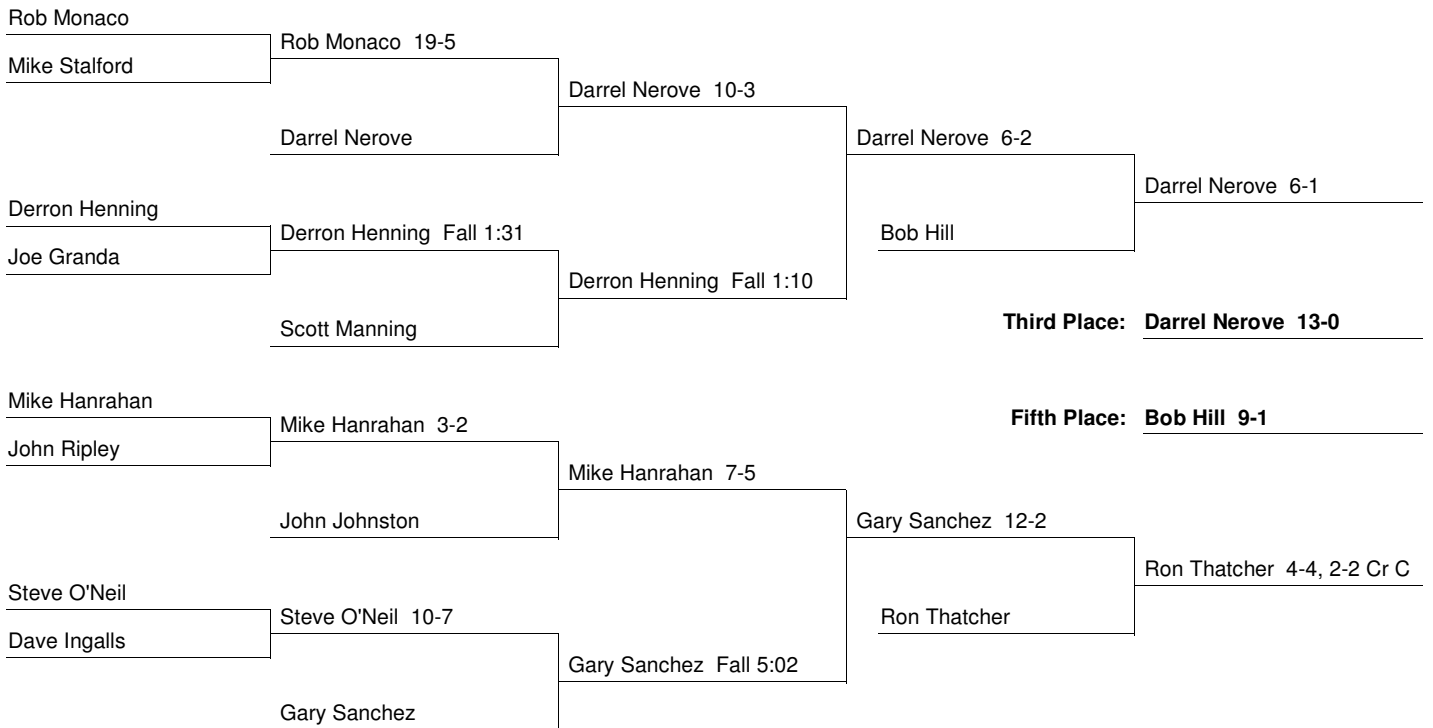 Rob Monaco
Rob Monaco 19-5
Mike Stalford
Darrel Nerove 10-3
Darrel Nerove
Darrel Nerove 6-2
Darrel Nerove 6-1
Derron Henning
Derron Henning Fall 1:31
Bob Hill
Joe Granda
Derron Henning Fall 1:10
Scott Manning
Third Place: Darrel Nerove 13-0
Mike Hanrahan
Mike Hanrahan 3-2
Fifth Place: Bob Hill 9-1
John Ripley
Mike Hanrahan 7-5
John Johnston
Gary Sanchez 12-2
Ron Thatcher 4-4, 2-2 Cr C
Steve O'Neil
Steve O'Neil 10-7
Ron Thatcher
Dave Ingalls
Gary Sanchez Fall 5:02
Gary Sanchez